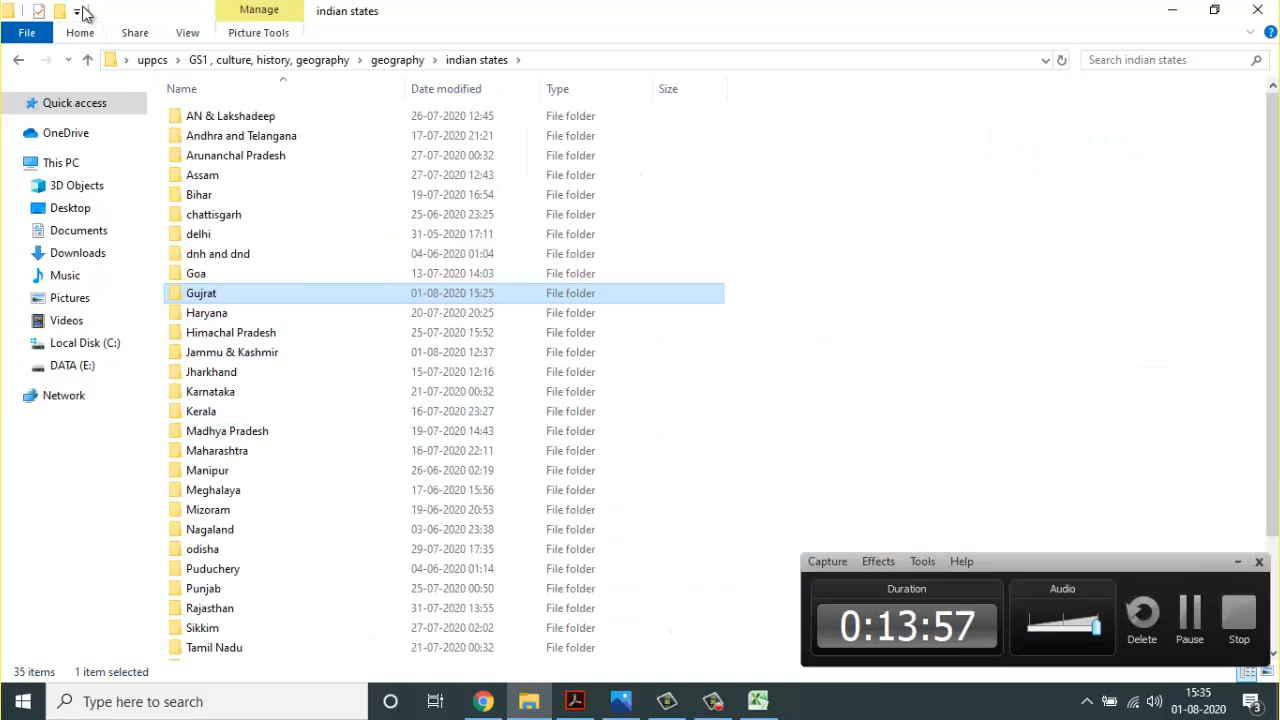 Manage
indian states
File
Home
Share
View
Picture Tools
uppcs
GS1 , culture, history, geography
geography
indian states
Search indian states
Name
Date modified
Type
Size
Quick access
OneDrive
This PC
3D Objects
Desktop
Documents
Downloads
Music
Pictures
Videos
Local Disk (C:)
DATA (E:)
Network
AN & Lakshadeep 26-07-2020 12:45 File folder
Andhra and Telangana 17-07-2020 21:21 File folder
Arunanchal Pradesh 27-07-2020 00:32 File folder
Assam 27-07-2020 12:43 File folder
Bihar 19-07-2020 16:54 File folder
chattisgarh 25-06-2020 23:25 File folder
delhi 31-05-2020 17:11 File folder
dnh and dnd 04-06-2020 01:04 File folder
Goa 13-07-2020 14:03 File folder
Gujrat 01-08-2020 15:25 File folder
Haryana 20-07-2020 20:25 File folder
Himachal Pradesh 25-07-2020 15:52 File folder
Jammu & Kashmir 01-08-2020 12:37 File folder
Jharkhand 15-07-2020 12:16 File folder
Karnataka 21-07-2020 00:32 File folder
Kerala 16-07-2020 23:27 File folder
Madhya Pradesh 19-07-2020 14:43 File folder
Maharashtra 16-07-2020 22:11 File folder
Manipur 26-06-2020 02:19 File folder
Meghalaya 17-06-2020 15:56 File folder
Mizoram 19-06-2020 20:53 File folder
Nagaland 03-06-2020 23:38 File folder
odisha 29-07-2020 17:35 File folder
Puduchery 04-06-2020 01:14 File folder
Punjab 25-07-2020 00:50 File folder
Rajasthan 31-07-2020 13:55 File folder
Sikkim 27-07-2020 02:02 File folder
Tamil Nadu 21-07-2020 00:32 File folder
Capture Effects Tools Help
Duration
Audio
0:13:57
Delete
Pause
Stop
35 items
1 item selected
Type here to search
15:35
01-08-2020
3